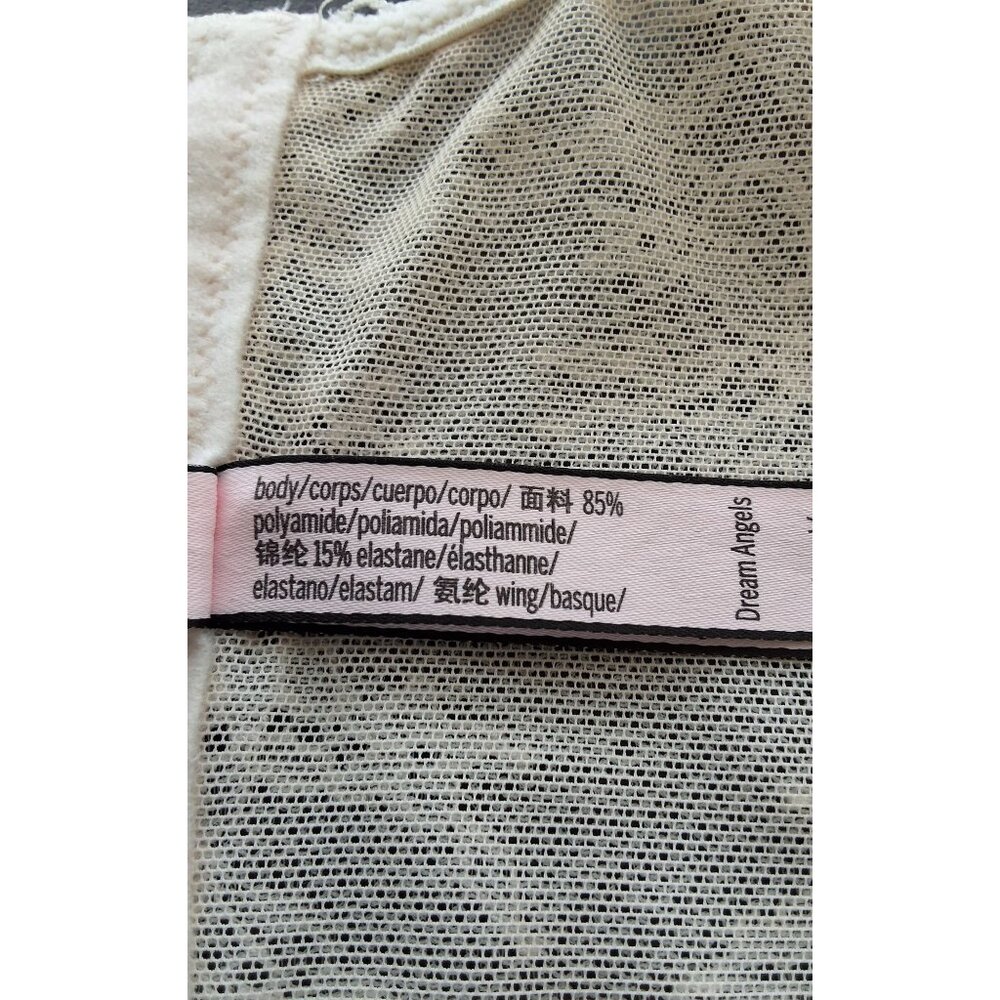 body/corps/cuerpo/corpo/ 面料 85%
polyamide/poliamida/poliammide/
锦纶 15% elastane/élasthanne/
elastano/elastam/ 氨纶 wing/basque/
Dream Angels